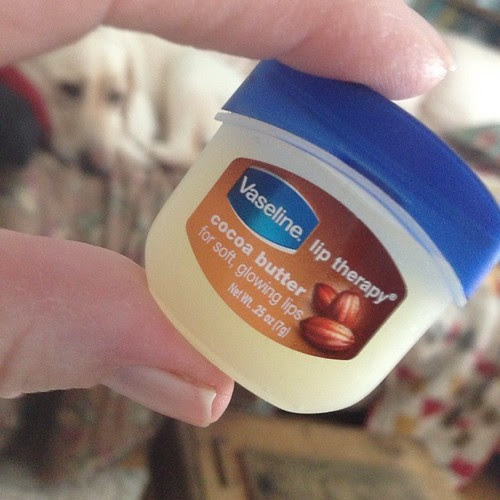 Vaseline.
lip therapy®
cocoa butter
for soft, glowing lips
Net Wt. .25 oz (7g)